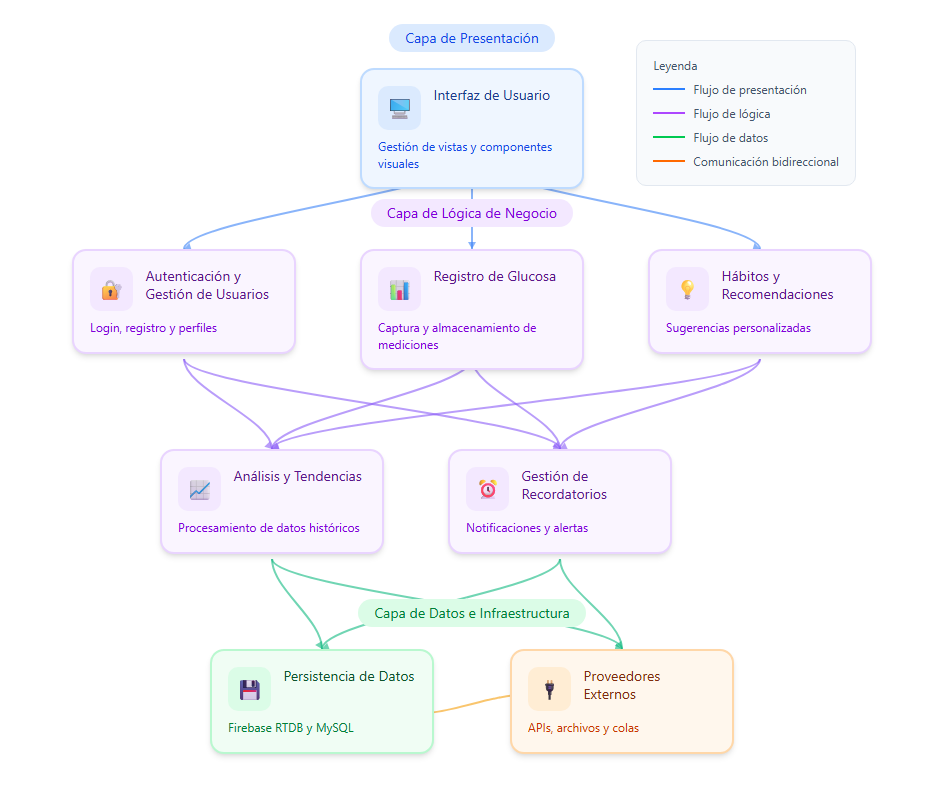 Capa de Presentación
Interfaz de Usuario
Gestión de vistas y componentes
visuales
Leyenda
Flujo de presentación
Flujo de lógica
Flujo de datos
Comunicación bidireccional
Capa de Lógica de Negocio
Autenticación y
Gestión de Usuarios
Login, registro y perfiles
Registro de Glucosa
Captura y almacenamiento de
mediciones
Hábitos y
Recomendaciones
Sugerencias personalizadas
Análisis y Tendencias
Procesamiento de datos históricos
Gestión de
Recordatorios
Notificaciones y alertas
Capa de Datos e Infraestructura
Persistencia de Datos
Firebase RTDB y MySQL
Proveedores
Externos
APIs, archivos y colas